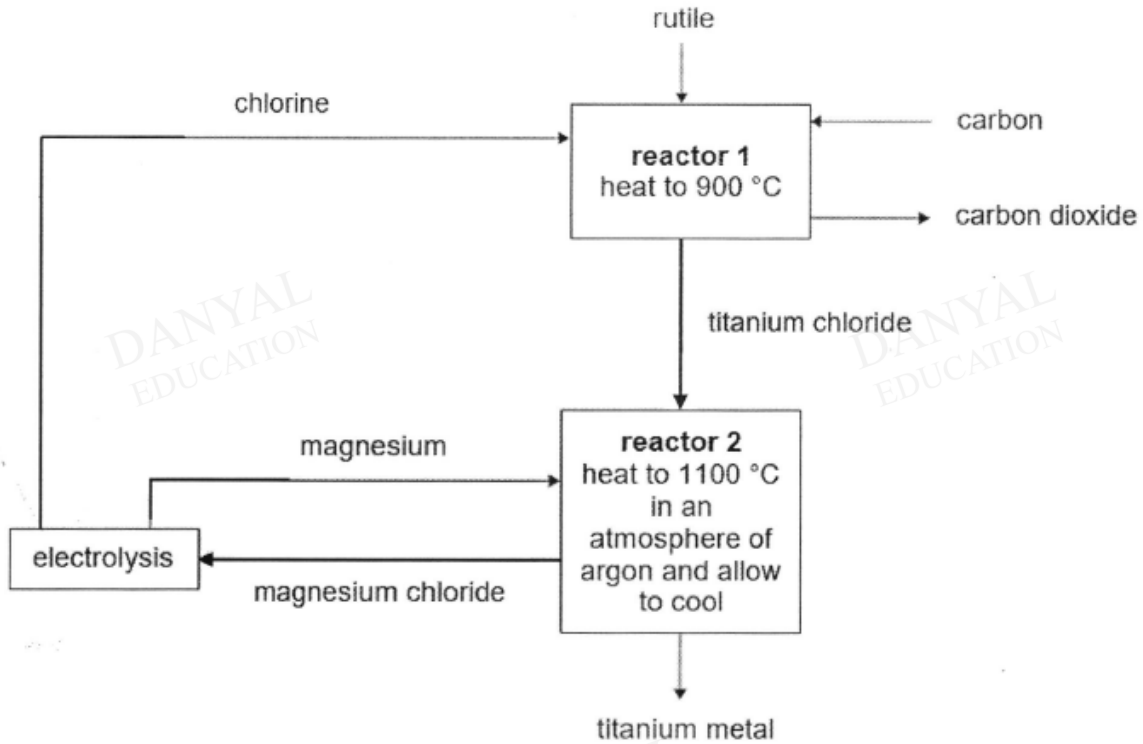 rutile
chlorine
carbon
reactor 1
heat to 900 °C
carbon dioxide
DANYAL
EDUCATION
titanium chloride
DANYAL
EDUCATION
magnesium
reactor 2
heat to 1100 °C
in an
atmosphere of
argon and allow
to cool
electrolysis
magnesium chloride
titanium metal